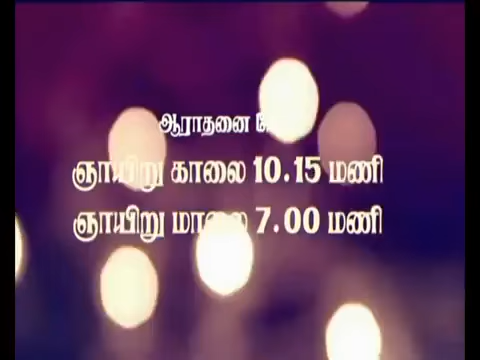 ஆராதனை
ஞாயிறு காலை 10.15 மணி
ஞாயிறு மாலை 7.00 மணி